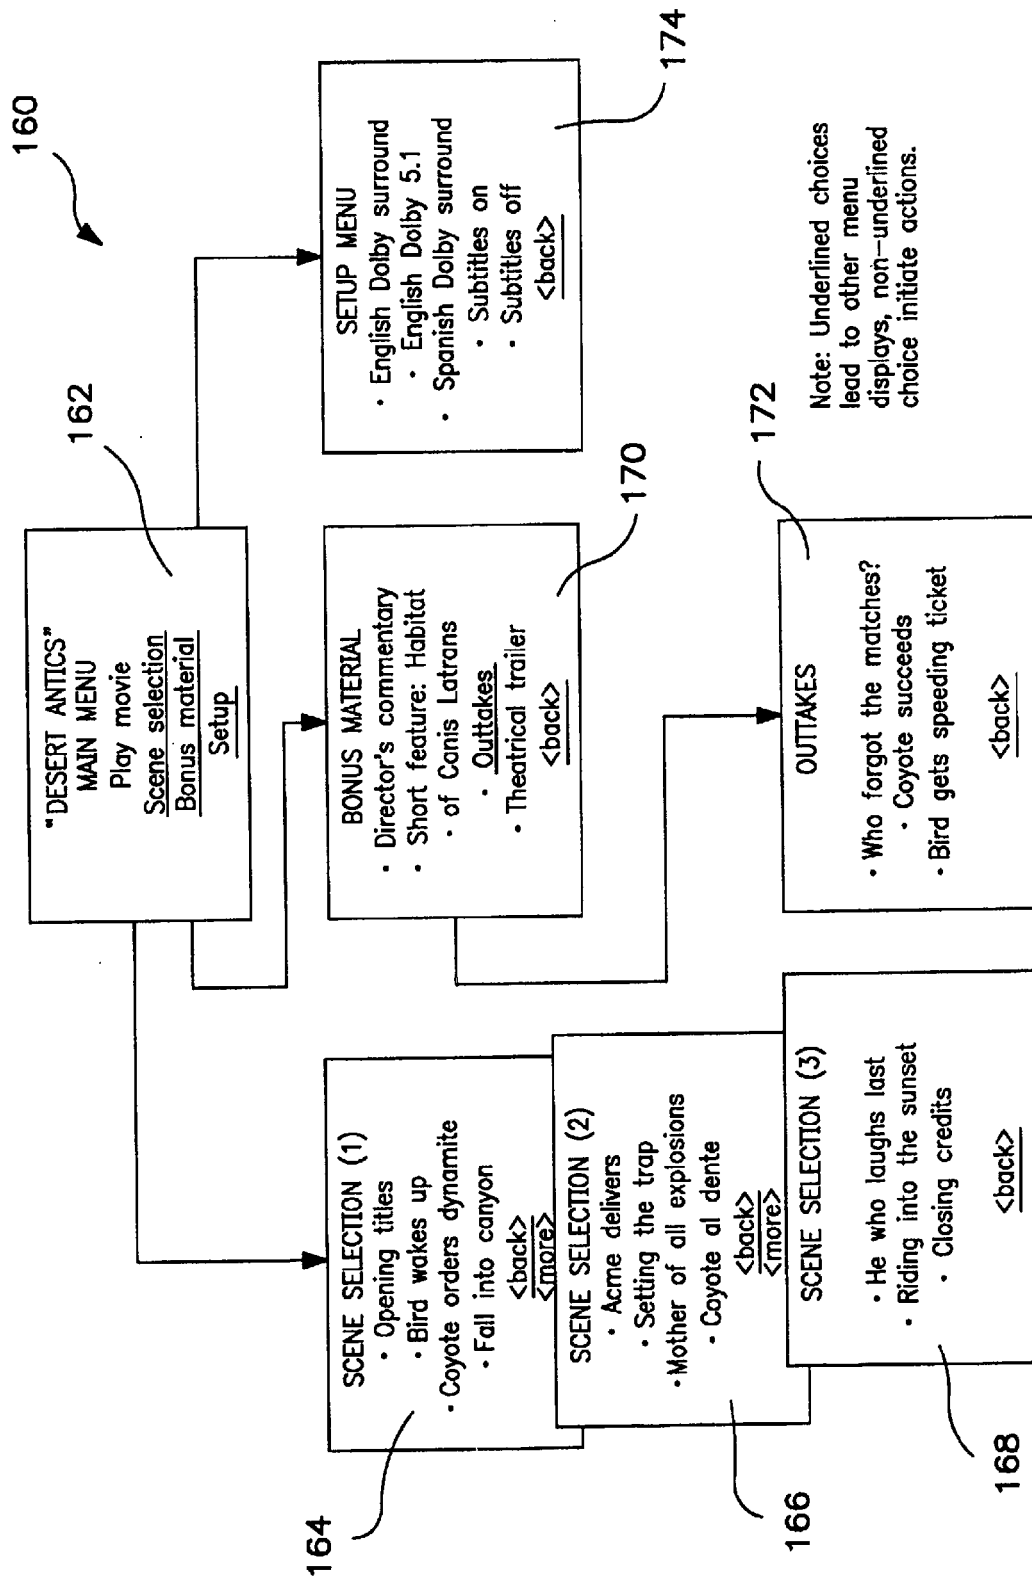 160
"DESERT ANTICS"
MAIN MENU
Play movie
Scene selection
Bonus material
Setup
162
SCENE SELECTION (1)
• Opening titles
• Bird wakes up
• Coyote orders dynamite
• Fall into canyon
<back>
<more>
164
SCENE SELECTION (2)
• Acme delivers
• Setting the trap
• Mother of all explosions
• Coyote al dente
<back>
<more>
166
SCENE SELECTION (3)
• He who laughs last
• Riding into the sunset
• Closing credits
<back>
168
BONUS MATERIAL
• Director's commentary
• Short feature: Habitat
• of Canis Latrans
• Outtakes
• Theatrical trailer
<back>
170
OUTTAKES
• Who forgot the matches?
• Coyote succeeds
• Bird gets speeding ticket
<back>
172
SETUP MENU
• English Dolby surround
• English Dolby 5.1
• Spanish Dolby surround
• Subtitles on
• Subtitles off
<back>
174
Note: Underlined choices
lead to other menu
displays, non-underlined
choice initiate actions.